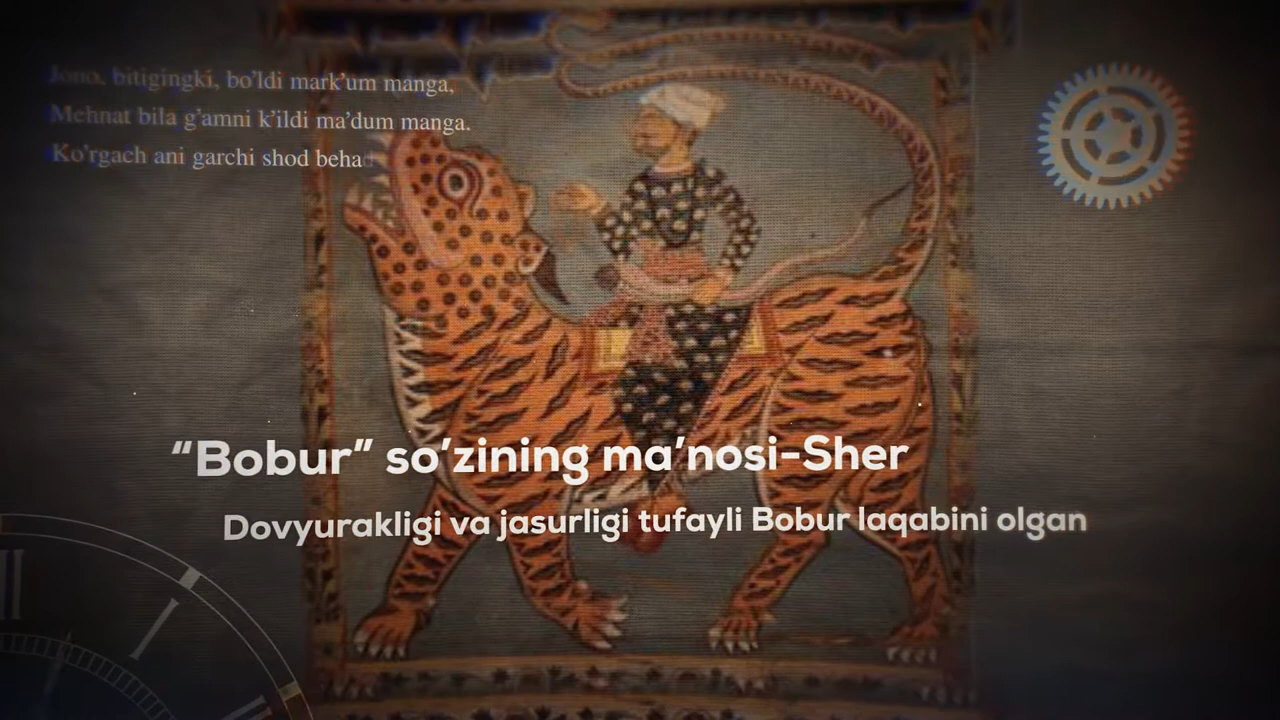 Jono, bitigingki, bo'ldi mark'um manga,
Mehnat bila g'amni k'ildi ma'dum manga.
Ko'rgach ani garchi shod beha
“Bobur” so'zining ma'nosi-Sher
Dovyurakligi va jasurligi tufayli Bobur laqabini olgan